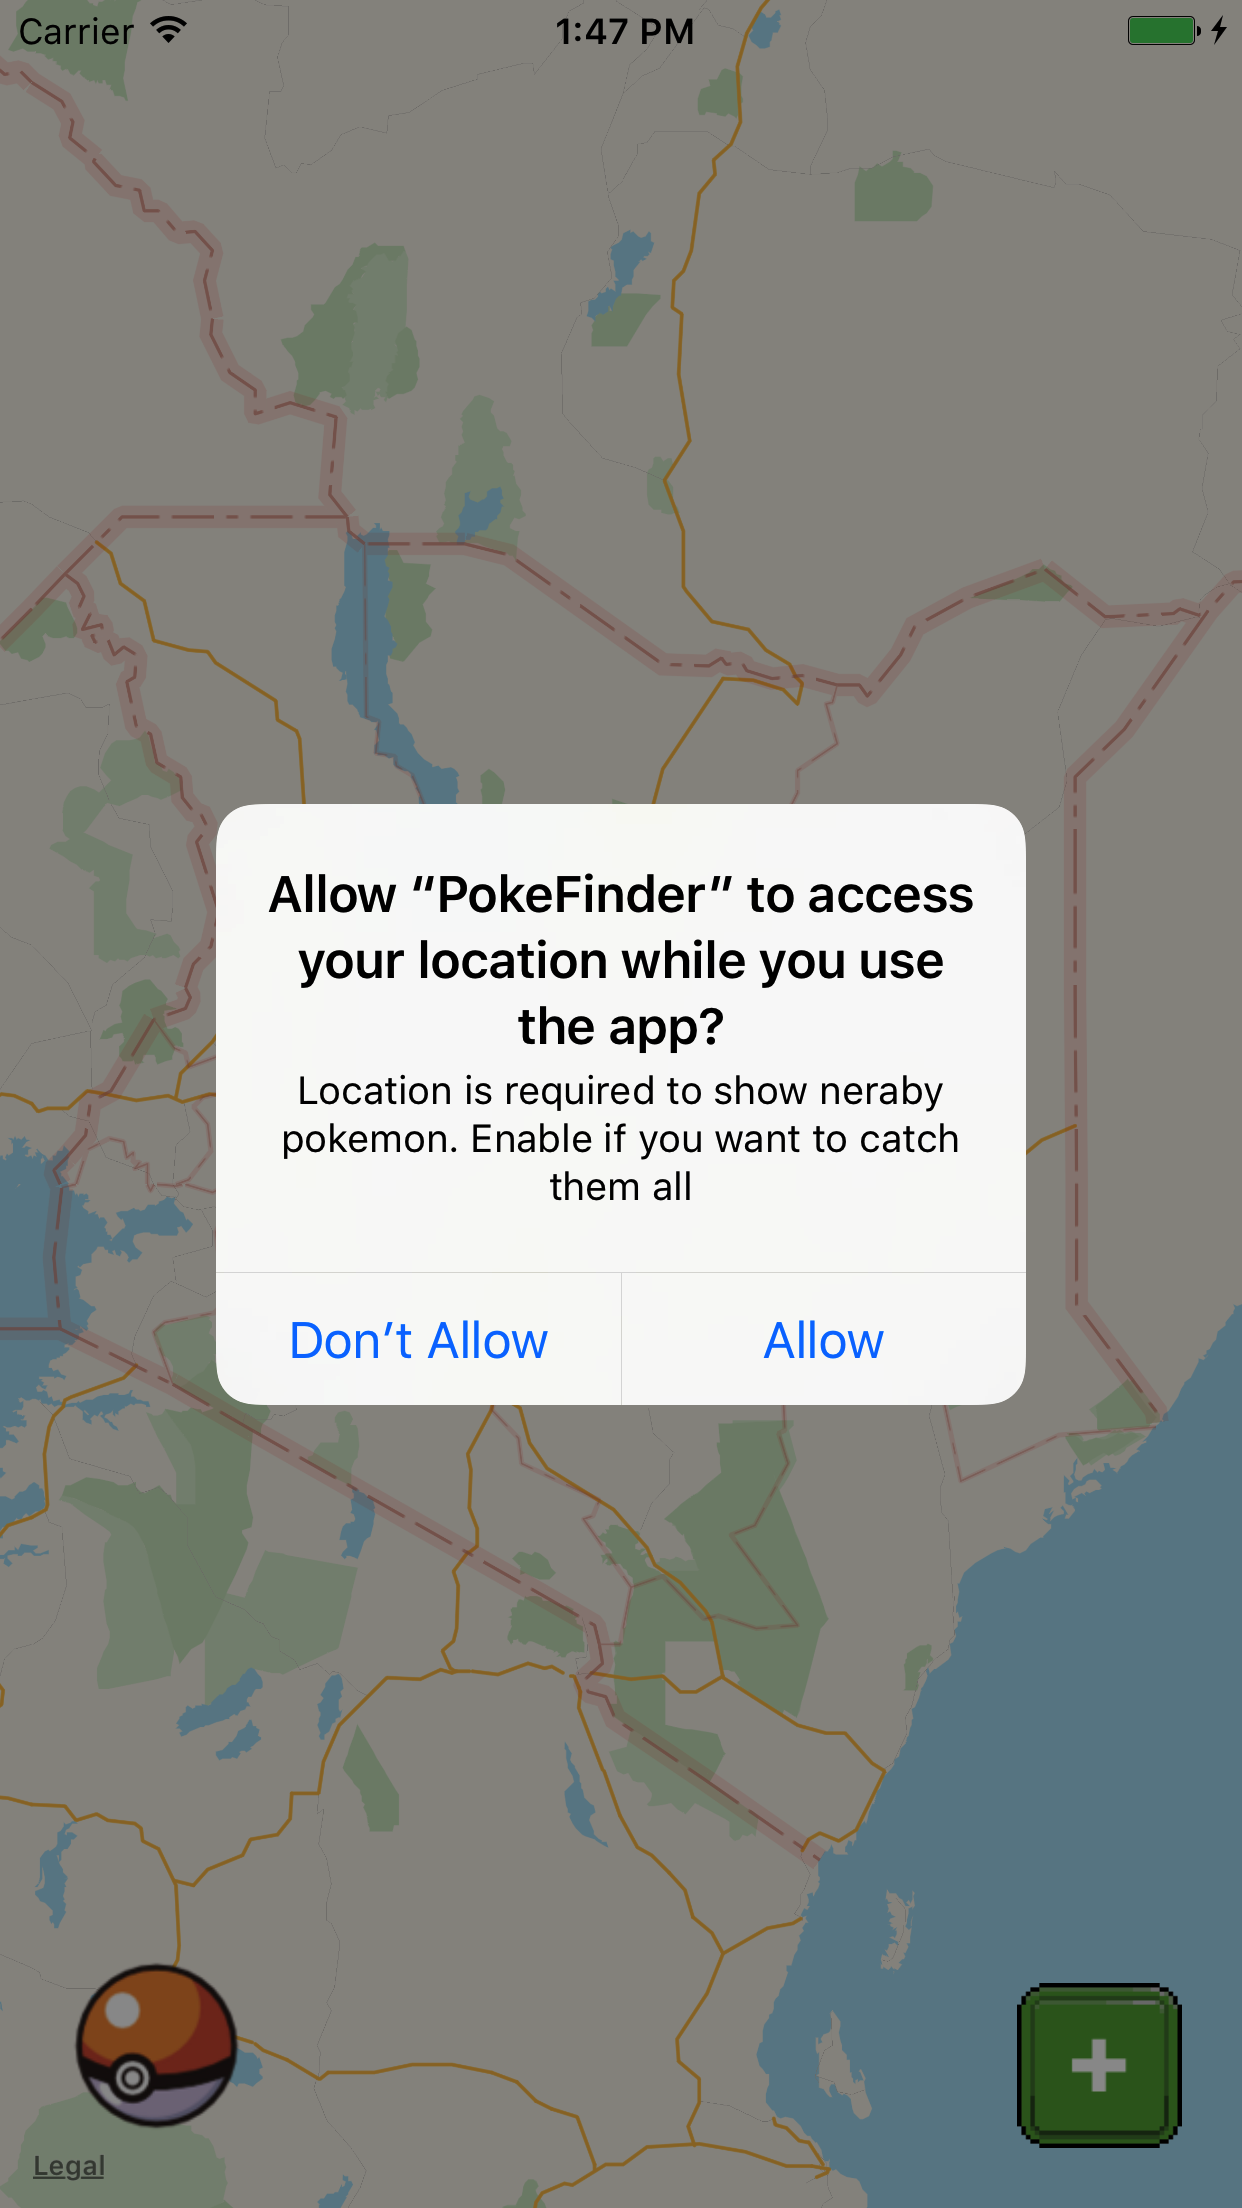 Carrier
1:47 PM
Allow “PokeFinder” to access
your location while you use
the app?
Location is required to show neraby
pokemon. Enable if you want to catch
them all
Don’t Allow
Allow
Legal